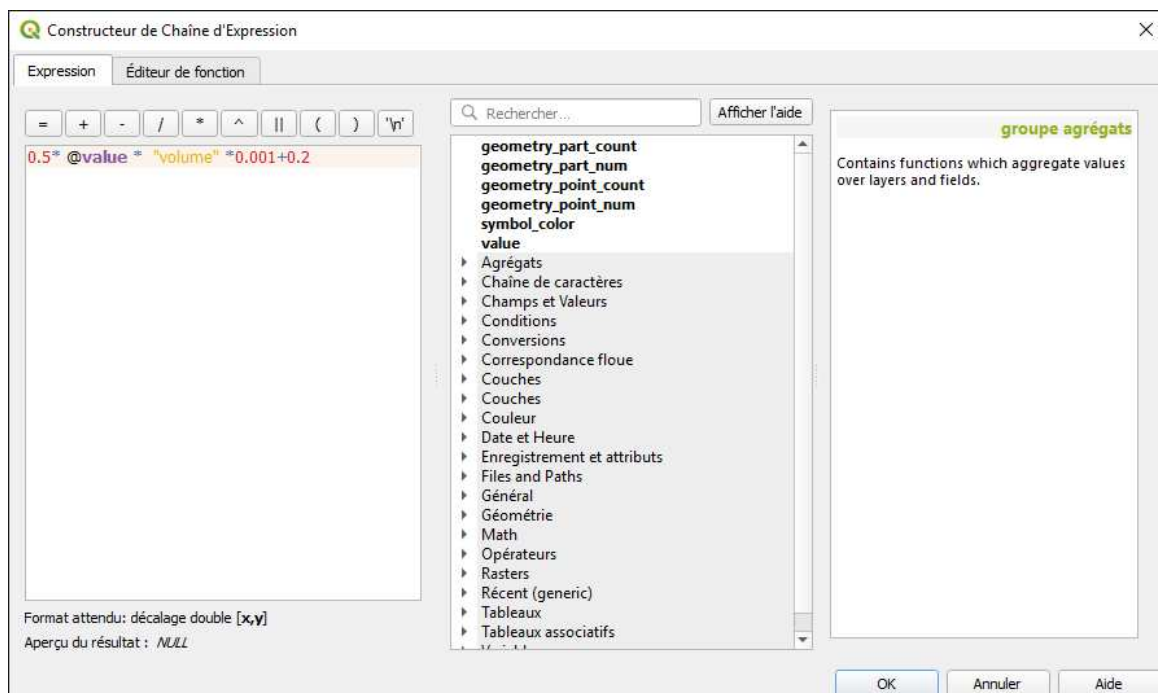 Constructeur de Chaîne d'Expression
Expression
Éditeur de fonction
= + - / * ^ || ( ) '\n'
0.5* @value * "volume" *0.001+0.2
Format attendu: décalage double [x,y]
Aperçu du résultat : NULL
Rechercher...
Afficher l'aide
geometry_part_count
geometry_part_num
geometry_point_count
geometry_point_num
symbol_color
value
Agrégats
Chaîne de caractères
Champs et Valeurs
Conditions
Conversions
Correspondance floue
Couches
Couches
Couleur
Date et Heure
Enregistrement et attributs
Files and Paths
Général
Géométrie
Math
Opérateurs
Rasters
Récent (generic)
Tableaux
Tableaux associatifs
groupe agrégats
Contains functions which aggregate values
over layers and fields.
OK
Annuler
Aide